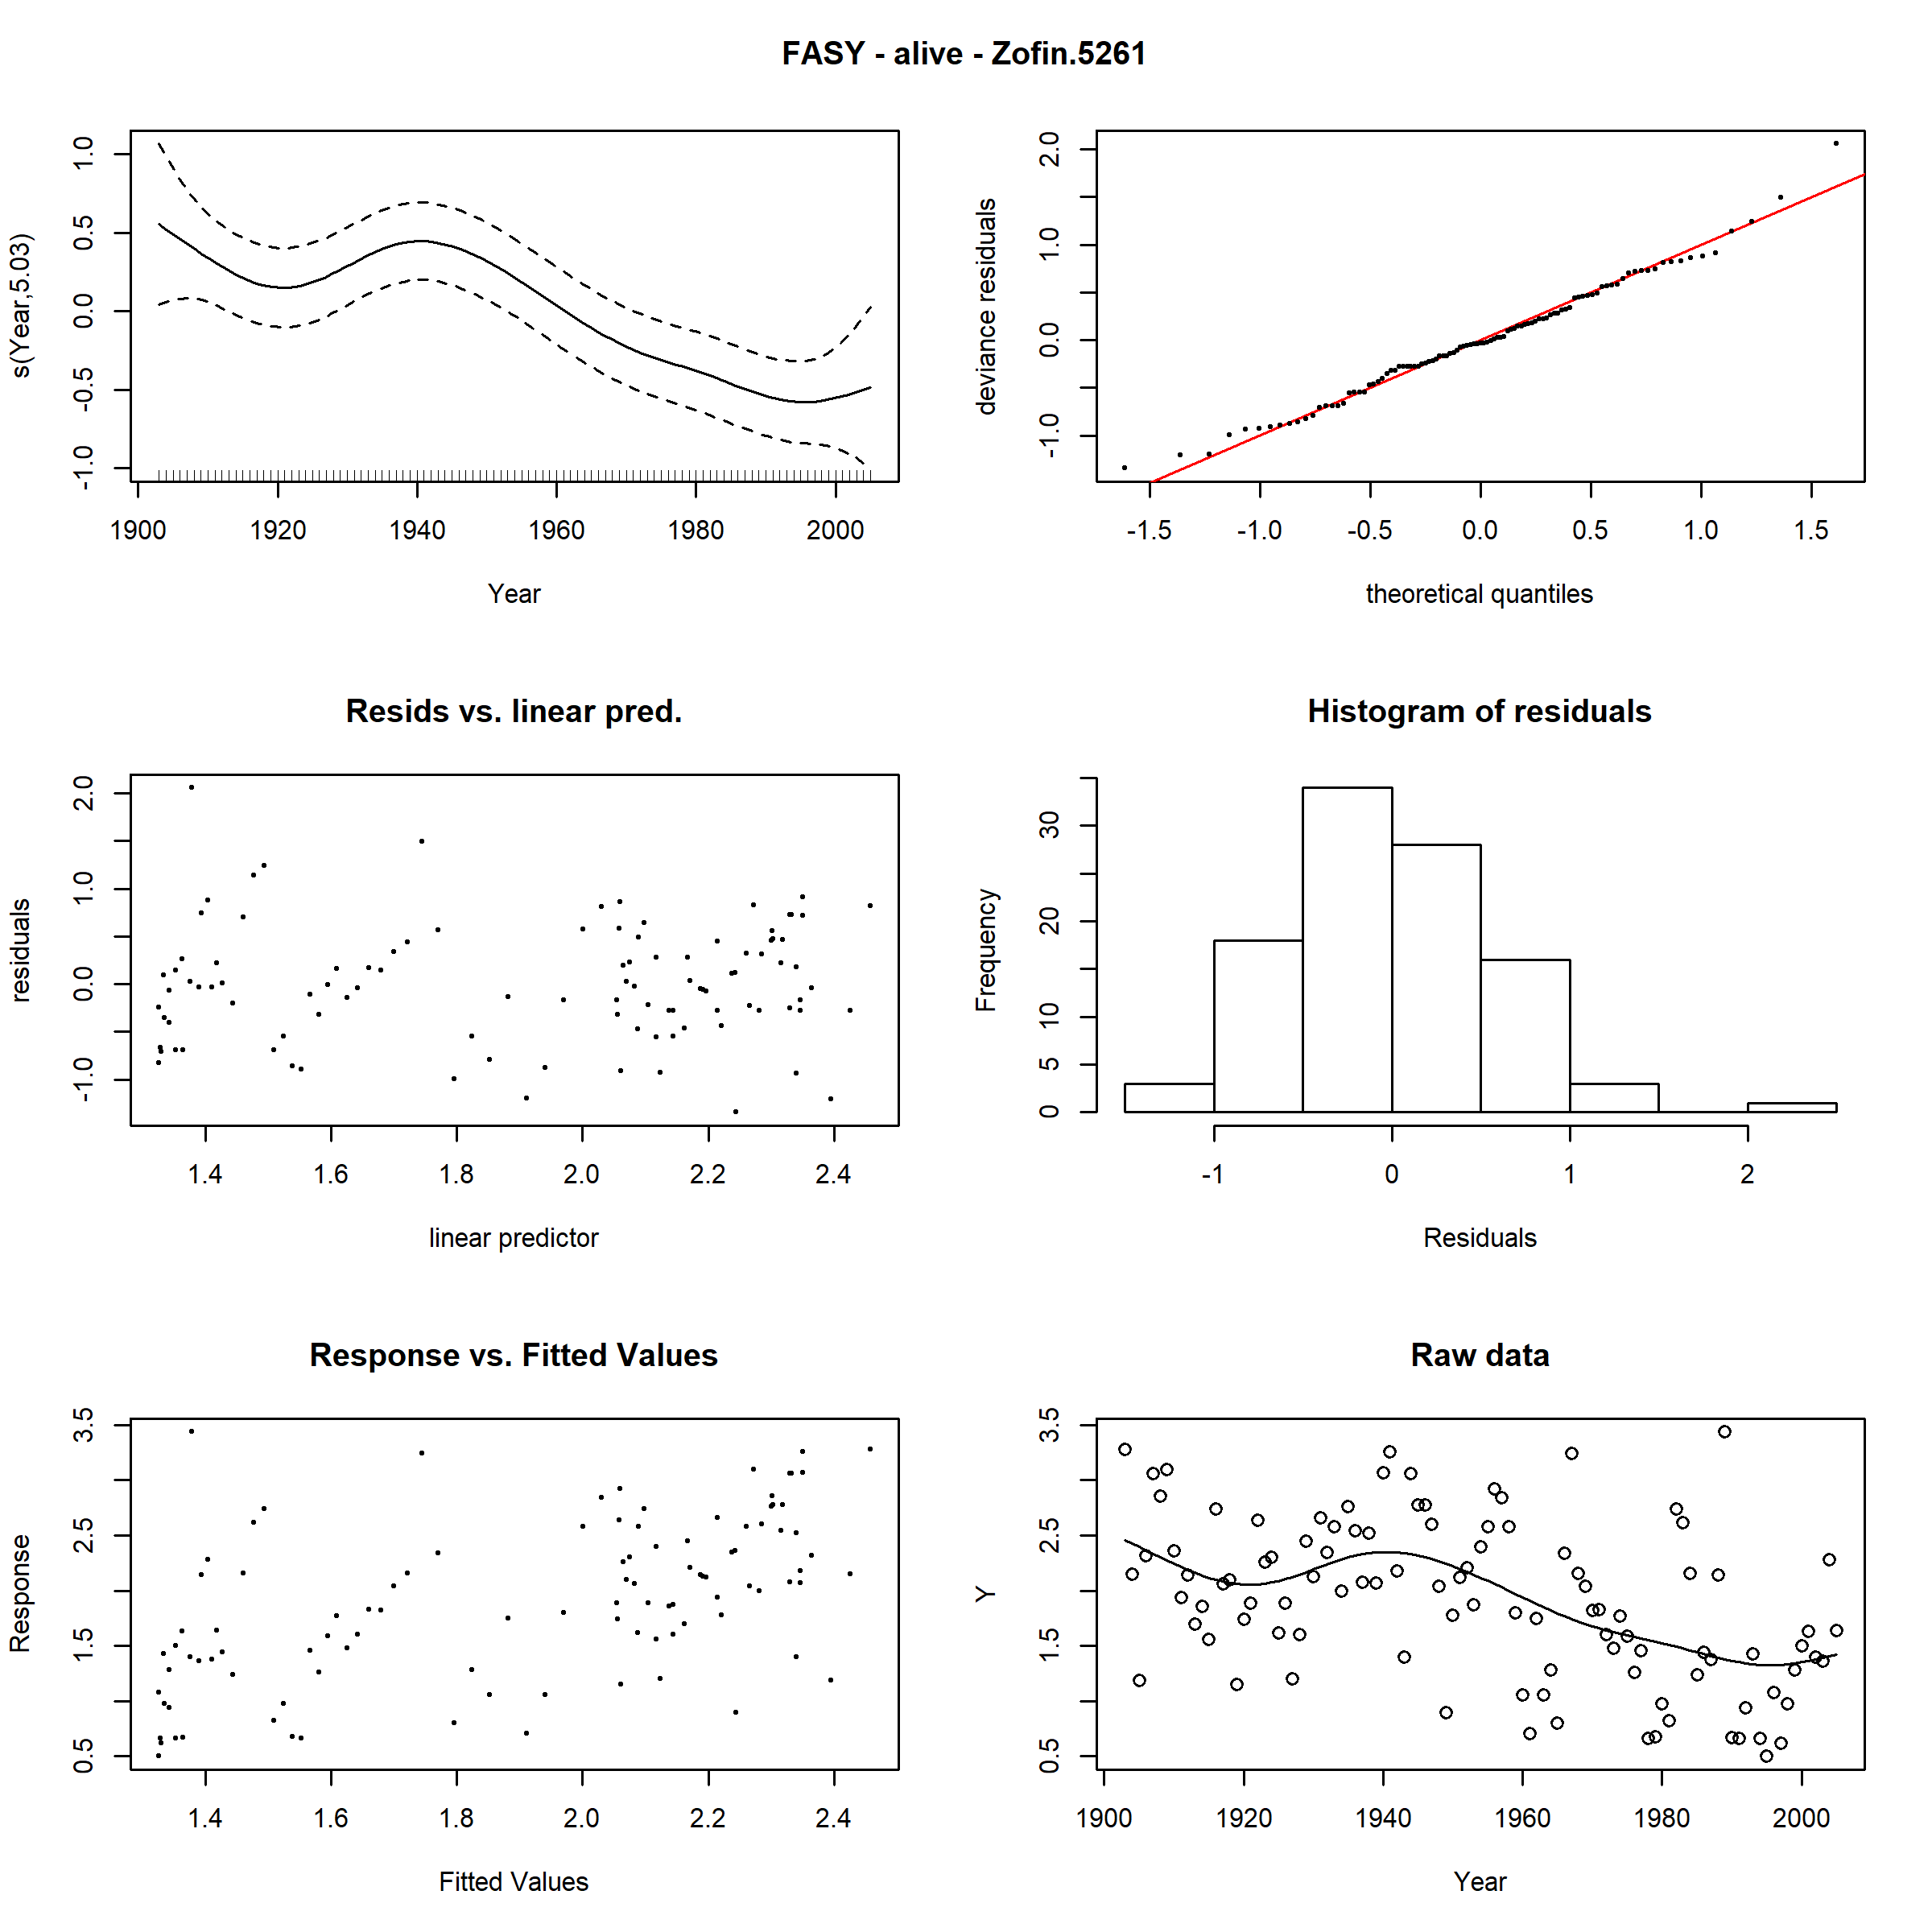 FASY - alive - Zofin.5261
s(Year,5.03)
-1.0 -0.5 0.0 0.5 1.0
1900 1920 1940 1960 1980 2000
Year
deviance residuals
-1.0 0.0 1.0 2.0
-1.5 -1.0 -0.5 0.0 0.5 1.0 1.5
theoretical quantiles
Resids vs. linear pred.
residuals
-1.0 0.0 1.0 2.0
1.4 1.6 1.8 2.0 2.2 2.4
linear predictor
Histogram of residuals
Frequency
0 5 10 20 30
-1 0 1 2
Residuals
Response vs. Fitted Values
Response
0.5 1.5 2.5 3.5
1.4 1.6 1.8 2.0 2.2 2.4
Fitted Values
Raw data
Y
0.5 1.5 2.5 3.5
1900 1920 1940 1960 1980 2000
Year